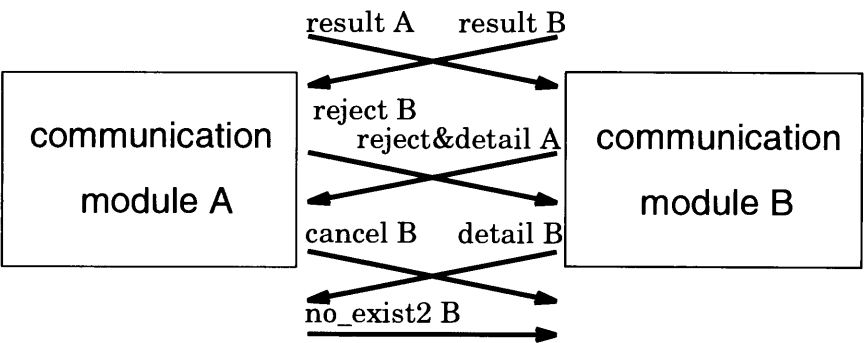 result A result B
communication
module A
reject B
reject&detail A
communication
module B
cancel B detail B
no_exist2 B